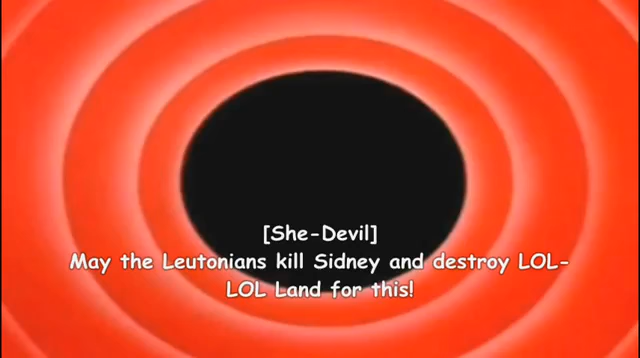 [She-Devil]
May the Leutonians kill Sidney and destroy LOL-
LOL Land for this!